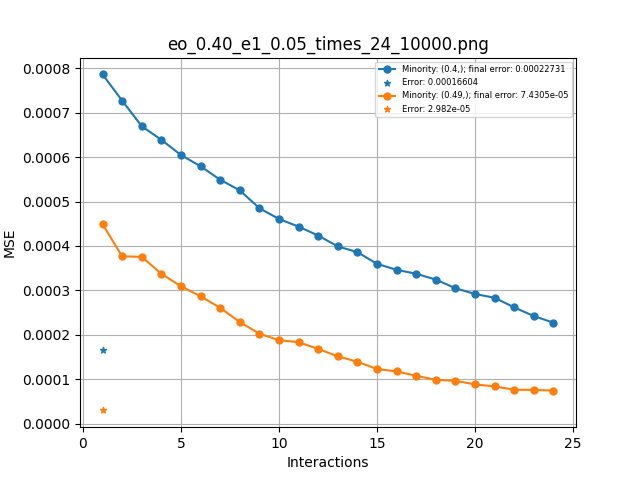 eo_0.40_e1_0.05_times_24_10000.png
Minority: (0.4,); final error: 0.00022731
Error: 0.00016604
Minority: (0.49,); final error: 7.4305e-05
Error: 2.982e-05
MSE
0.0008
0.0007
0.0006
0.0005
0.0004
0.0003
0.0002
0.0001
0.0000
0 5 10 15 20 25
Interactions